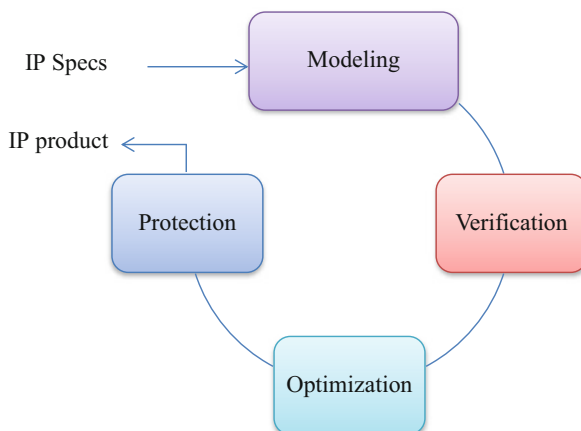 IP Specs
Modeling
IP product
Protection
Verification
Optimization